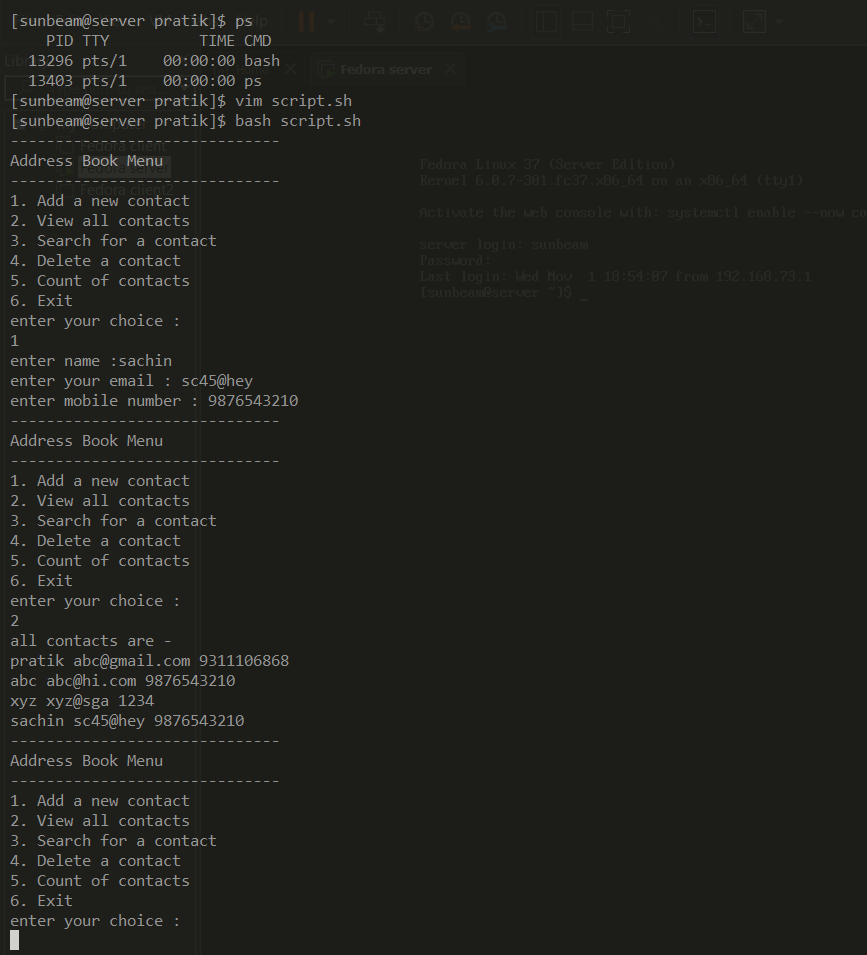 [sunbeam@server pratik]$ ps
    PID TTY          TIME CMD
  13296 pts/1    00:00:00 bash
  13403 pts/1    00:00:00 ps
[sunbeam@server pratik]$ vim script.sh
[sunbeam@server pratik]$ bash script.sh
------------------------------
Address Book Menu
------------------------------
1. Add a new contact
2. View all contacts
3. Search for a contact
4. Delete a contact
5. Count of contacts
6. Exit
enter your choice :
1
enter name :sachin
enter your email : sc45@hey
enter mobile number : 9876543210
------------------------------
Address Book Menu
------------------------------
1. Add a new contact
2. View all contacts
3. Search for a contact
4. Delete a contact
5. Count of contacts
6. Exit
enter your choice :
2
all contacts are -
pratik abc@gmail.com 9311106868
abc abc@hi.com 9876543210
xyz xyz@sga 1234
sachin sc45@hey 9876543210
------------------------------
Address Book Menu
------------------------------
1. Add a new contact
2. View all contacts
3. Search for a contact
4. Delete a contact
5. Count of contacts
6. Exit
enter your choice :
Help
Fedora server
Fedora client
Fedora server
Fedora client2
Fedora Linux 37 (Server Edition)
Kernel 6.0.7-301.fc37.x86_64 on an x86_64 (tty1)
Activate the web console with: systemctl enable --now co
server login: sunbeam
Password:
Last login: Wed Nov  1 18:54:07 from 192.168.73.1
[sunbeam@server ~]$ _